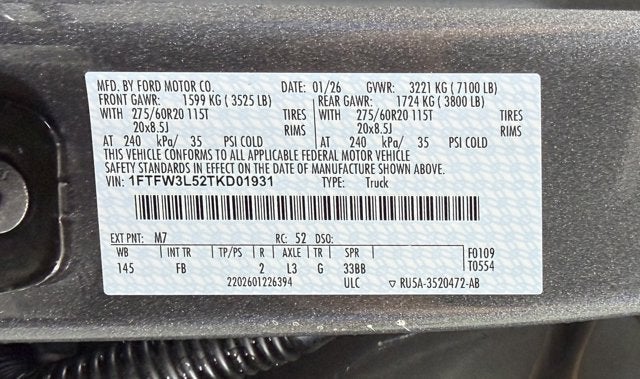 MFD. BY FORD MOTOR CO. DATE: 01/26 GVWR: 3221 KG ( 7100 LB)
FRONT GAWR: 1599 KG ( 3525 LB) REAR GAWR: 1724 KG ( 3800 LB)
WITH 275/60R20 115T TIRES WITH 275/60R20 115T TIRES
20x8.5J RIMS 20x8.5J RIMS
AT 240 kPa/ 35 PSI COLD AT 240 kPa/ 35 PSI COLD
THIS VEHICLE CONFORMS TO ALL APPLICABLE FEDERAL MOTOR VEHICLE
SAFETY STANDARDS IN EFFECT ON THE DATE OF MANUFACTURE SHOWN ABOVE.
VIN: 1FTFW3L52TKD01931 TYPE: Truck
EXT PNT: M7 RC: 52 DSO:
WB INT TR TP/PS R AXLE TR SPR F0109
145 FB 2 L3 G 33BB T0554
2202601226394 ULC ▽ RU5A-3520472-AB